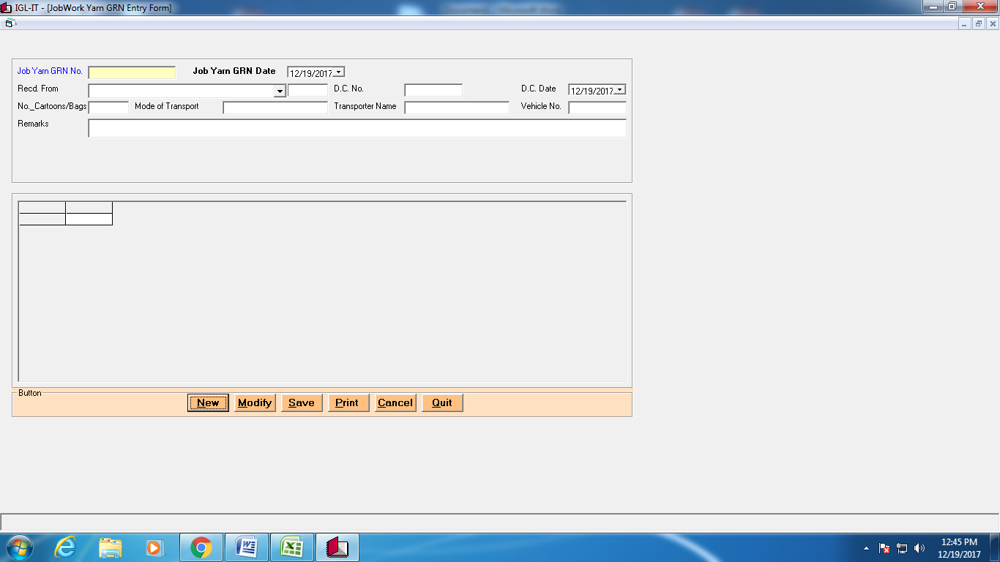 IGL-IT - [JobWork Yarn GRN Entry Form]
Job Yarn GRN No. Job Yarn GRN Date 12/19/2017
Recd. From D.C. No. D.C. Date 12/19/2017
No._Cartoons/Bags Mode of Transport Transporter Name Vehicle No.
Remarks
Button
New Modify Save Print Cancel Quit
12:45 PM
12/19/2017